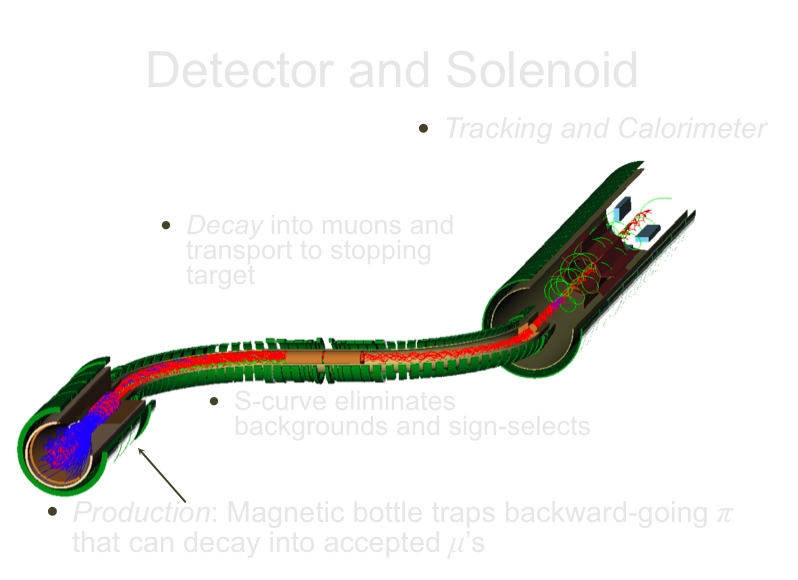 Detector and Solenoid
• Tracking and Calorimeter
• Decay into muons and
transport to stopping
target
• S-curve eliminates
backgrounds and sign-selects
• Production: Magnetic bottle traps backward-going π
that can decay into accepted μ's